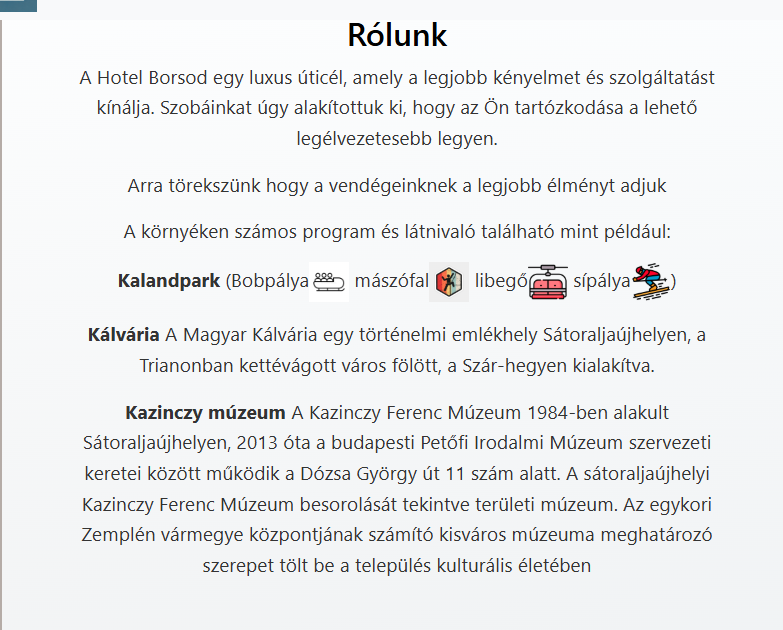 Rólunk
A Hotel Borsod egy luxus úticél, amely a legjobb kényelmet és szolgáltatást
kínálja. Szobáinkat úgy alakítottuk ki, hogy az Ön tartózkodása a lehető
legélvezetesebb legyen.
Arra törekszünk hogy a vendégeinknek a legjobb élményt adjuk
A környéken számos program és látnivaló található mint például:
Kalandpark (Bobpálya mászófal libegő sípálya )
Kálvária A Magyar Kálvária egy történelmi emlékhely Sátoraljaújhelyen, a
Trianonban kettévágott város fölött, a Szár-hegyen kialakítva.
Kazinczy múzeum A Kazinczy Ferenc Múzeum 1984-ben alakult
Sátoraljaújhelyen, 2013 óta a budapesti Petőfi Irodalmi Múzeum szervezeti
keretei között működik a Dózsa György út 11 szám alatt. A sátoraljaújhelyi
Kazinczy Ferenc Múzeum besorolását tekintve területi múzeum. Az egykori
Zemplén vármegye központjának számító kisváros múzeuma meghatározó
szerepet tölt be a település kulturális életében